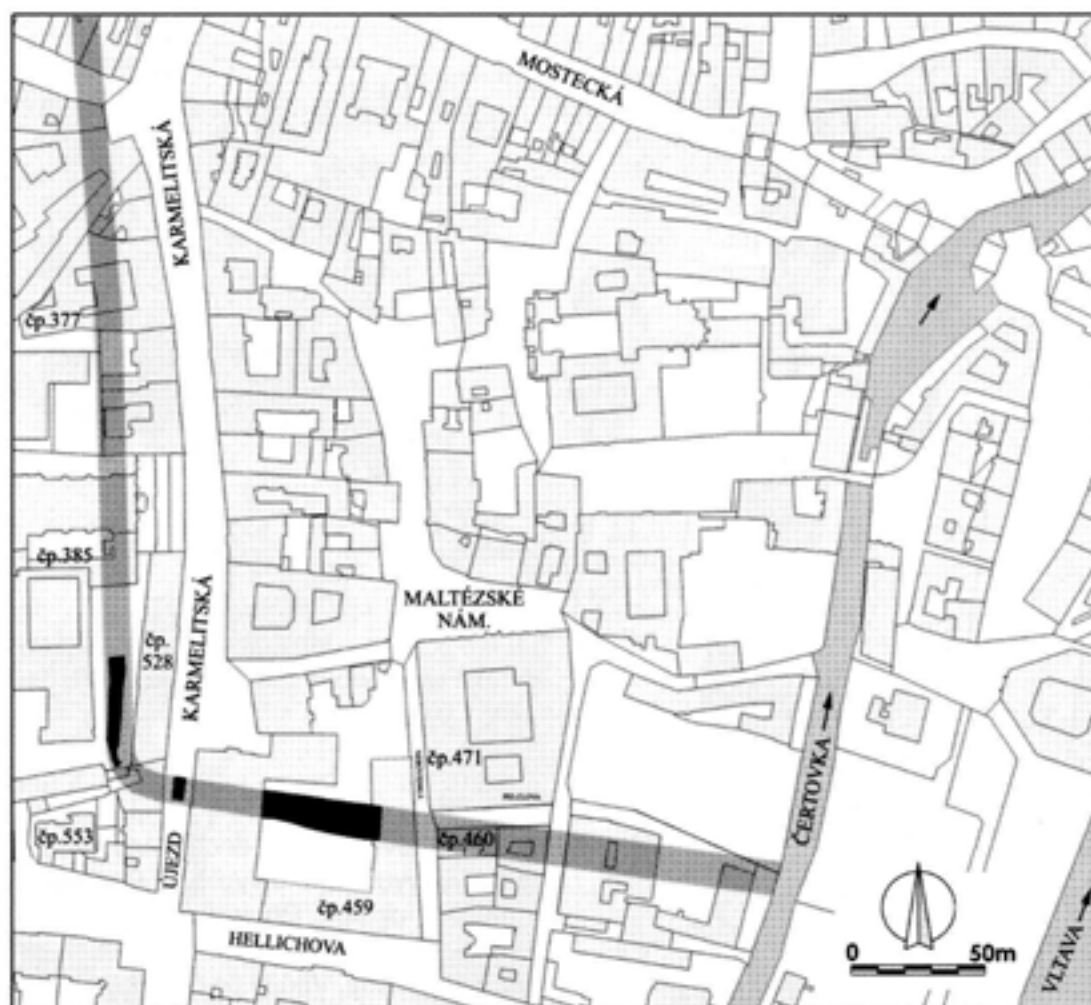 MOSTECKÁ
KARMELITSKÁ
čp.377
čp.385
MALTÉZSKÉ
NÁM.
čp.
528
KARMELITSKÁ
čp.471
ČERTOVKA
čp.553
čp.460
ÚJEZD
čp.459
HELLICHOVA
0 50m
VLTAVA